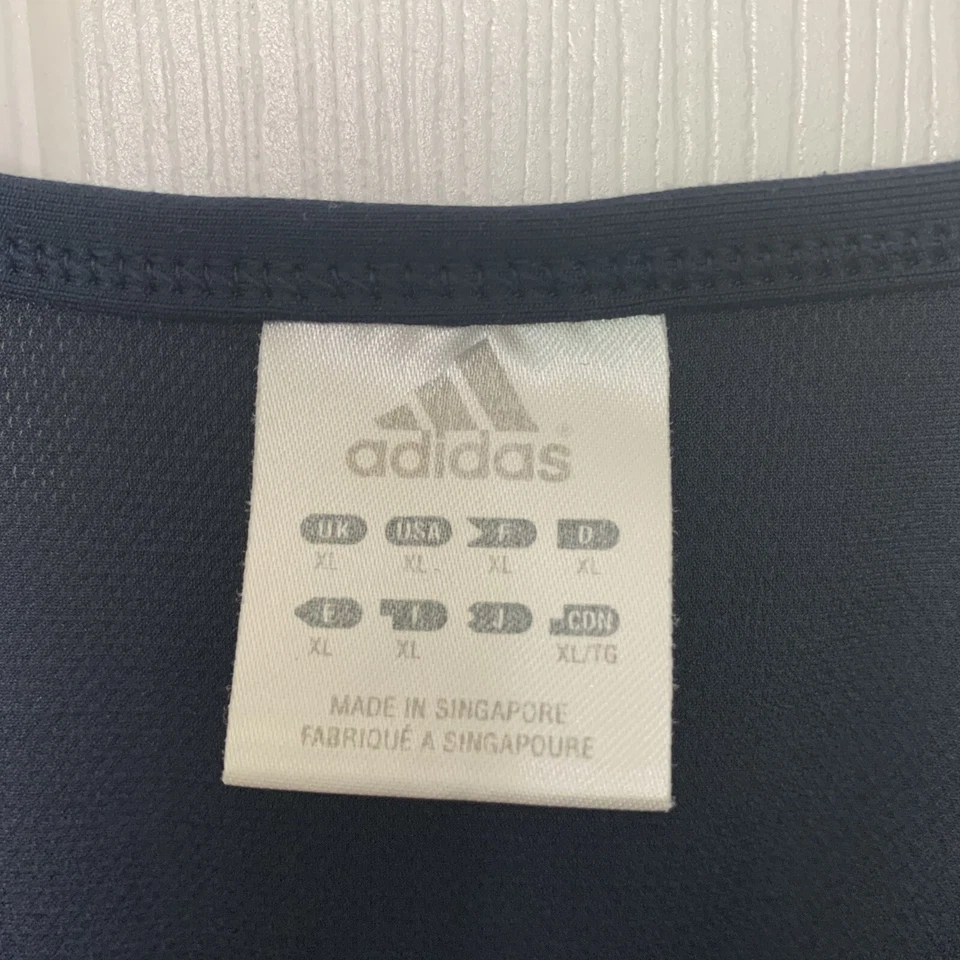 adidas®
UK USA F D
XL XL XL XL
E I J CDN
XL XL XL/TG
MADE IN SINGAPORE
FABRIQUÉ A SINGAPOURE